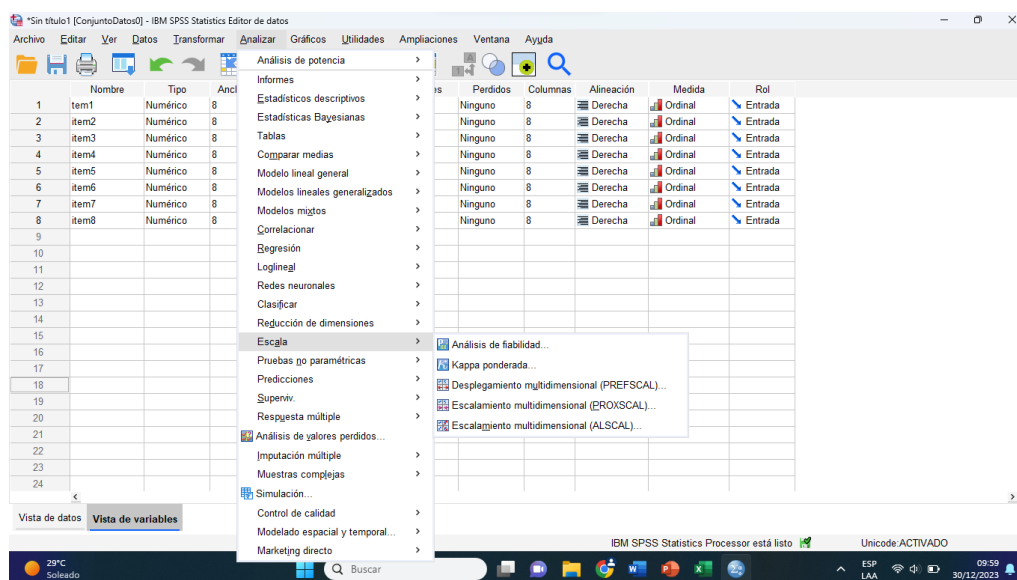 *Sin título1 [ConjuntoDatos0] - IBM SPSS Statistics Editor de datos
Archivo Editar Ver Datos Transformar Analizar Gráficos Utilidades Ampliaciones Ventana Ayuda
Nombre Tipo Perdidos Columnas Alineación Medida Rol
1 tem1 Numérico 8 Ninguno 8 Derecha Ordinal Entrada
2 item2 Numérico 8 Ninguno 8 Derecha Ordinal Entrada
3 item3 Numérico 8 Ninguno 8 Derecha Ordinal Entrada
4 item4 Numérico 8 Ninguno 8 Derecha Ordinal Entrada
5 item5 Numérico 8 Ninguno 8 Derecha Ordinal Entrada
6 item6 Numérico 8 Ninguno 8 Derecha Ordinal Entrada
7 item7 Numérico 8 Ninguno 8 Derecha Ordinal Entrada
8 item8 Numérico 8 Ninguno 8 Derecha Ordinal Entrada
9
10
11
12
13
14
15
16
17
18
19
20
21
22
23
24
Análisis de potencia
Informes
Estadísticos descriptivos
Estadísticas Bayesianas
Tablas
Comparar medias
Modelo lineal general
Modelos lineales generalizados
Modelos mixtos
Correlacionar
Regresión
Loglineal
Redes neuronales
Clasificar
Reducción de dimensiones
Escala
Pruebas no paramétricas
Predicciones
Superviv.
Respuesta múltiple
Análisis de valores perdidos...
Imputación múltiple
Muestras complejas
Simulación...
Control de calidad
Modelado espacial y temporal...
Marketing directo
Análisis de fiabilidad...
Kappa ponderada...
Desplegamiento multidimensional (PREFSCAL)...
Escalamiento multidimensional (PROXSCAL)...
Escalamiento multidimensional (ALSCAL)...
Vista de datos Vista de variables
IBM SPSS Statistics Processor está listo Unicode:ACTIVADO
29°C
Soleado
Buscar
ESP
LAA
09:59
30/12/2023